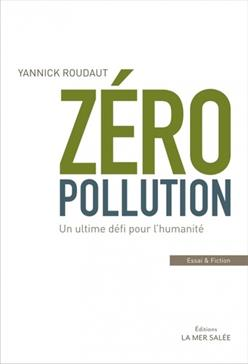 YANNICK ROUDAUT
ZÉRO
POLLUTION
Un ultime défi pour l'humanité
Essai & Fiction
Éditions
LA MER SALÉE